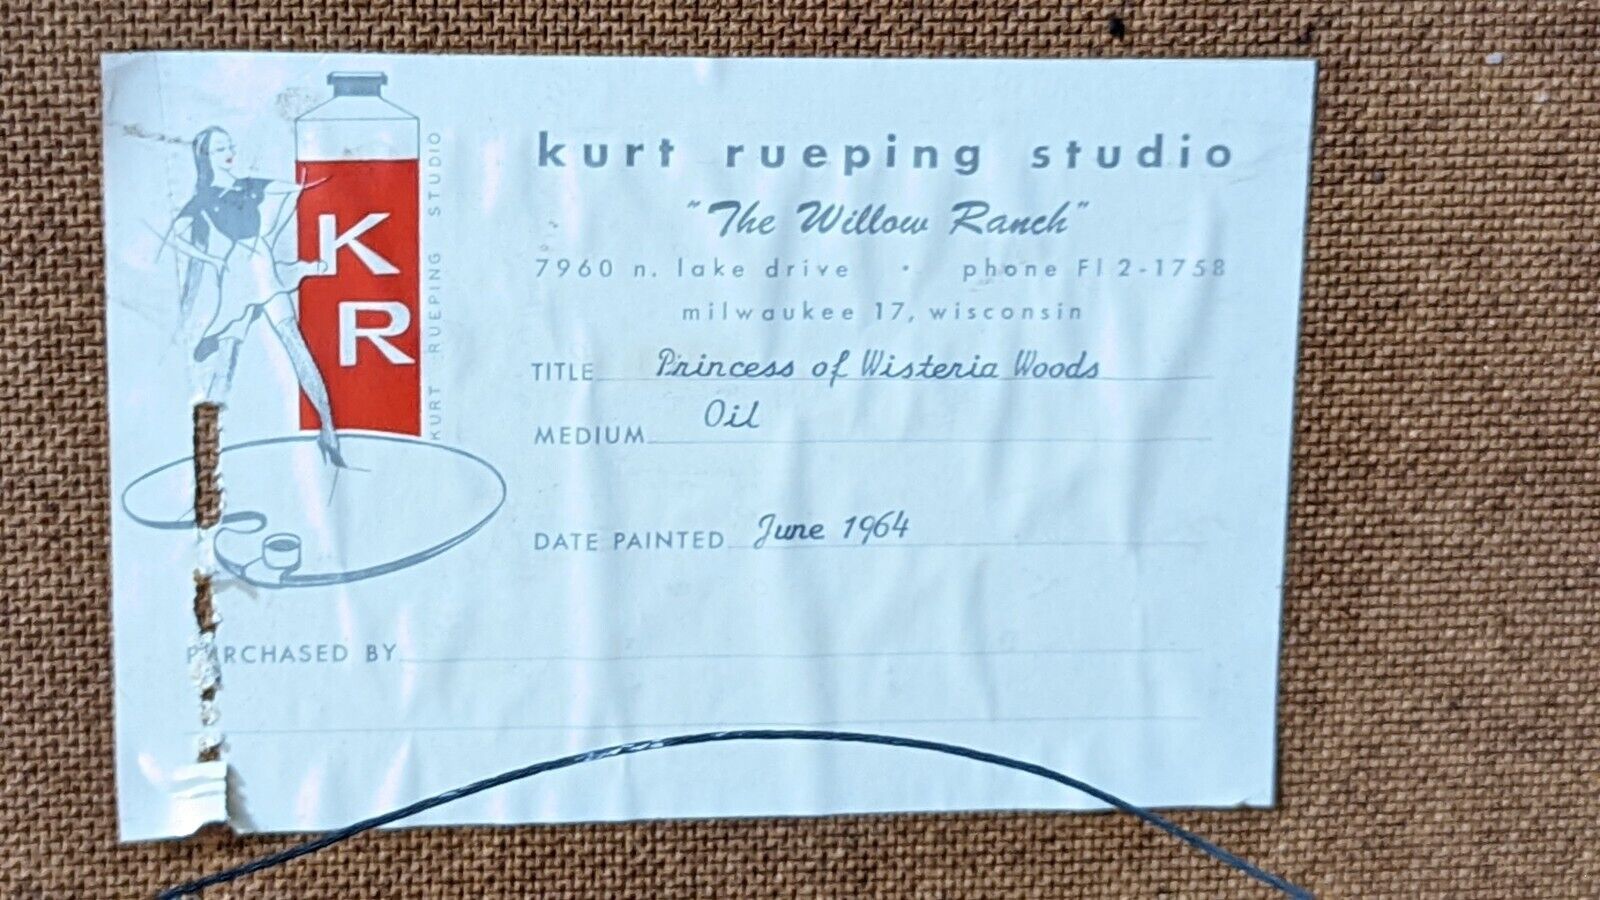 KR
KURT RUEPING STUDIO
kurt rueping studio
"The Willow Ranch"
7960 n. lake drive • phone FI 2-1758
milwaukee 17, wisconsin
TITLE Princess of Wisteria Woods
MEDIUM Oil
DATE PAINTED June 1964
PURCHASED BY